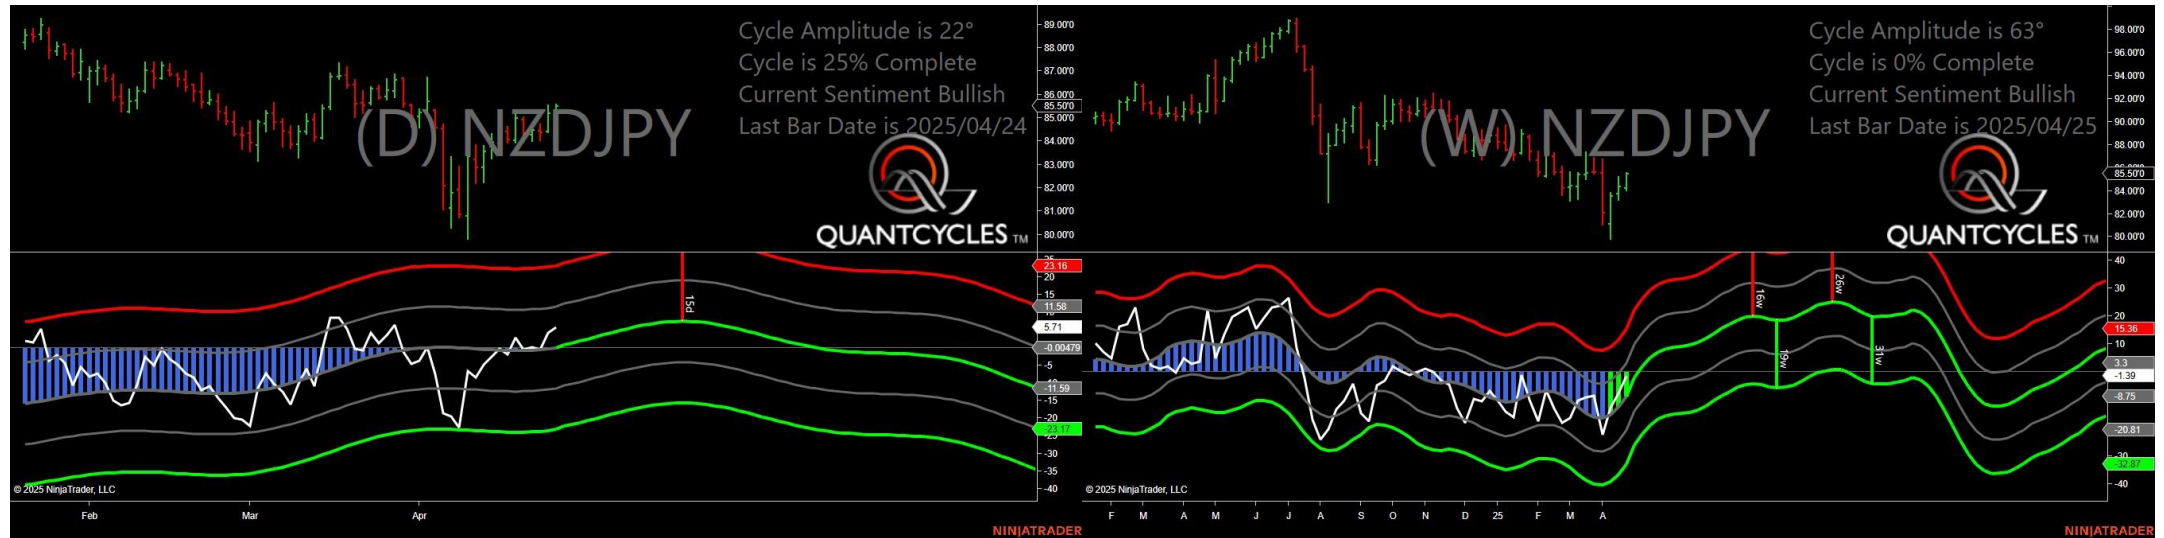 Cycle Amplitude is 22°
Cycle is 25% Complete
Current Sentiment Bullish
Last Bar Date is 2025/04/24
(D) NZDJPY
QUANTCYCLES TM
89.00'0
88.00'0
87.00'0
85.50'0
85.00'0
84.00'0
83.00'0
82.00'0
81.00'0
80.00'0
15d
23.16
20
15
11.58
5.71
-0.00479
-5
-11.59
-15
-20
-23.17
-30
-35
-40
© 2025 NinjaTrader, LLC
Feb Mar Apr
NINJATRADER
Cycle Amplitude is 63°
Cycle is 0% Complete
Current Sentiment Bullish
Last Bar Date is 2025/04/25
(W) NZDJPY
QUANTCYCLES TM
98.00'0
96.00'0
94.00'0
92.00'0
90.00'0
88.00'0
85.50'0
84.00'0
82.00'0
80.00'0
16w
26w
19w
31w
40
30
20
15.36
10
3.3
-1.39
-8.75
-20.81
-30
-32.87
-40
© 2025 NinjaTrader, LLC
F M A M J J A S O N D 25 F M A
NINJATRADER